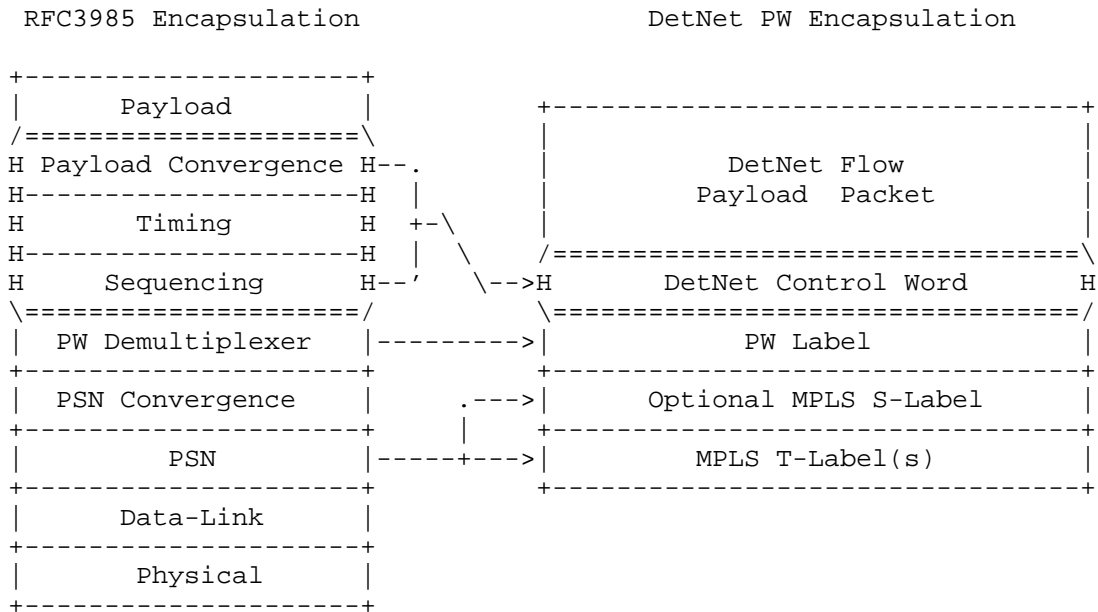 RFC3985 Encapsulation DetNet PW Encapsulation
Payload
Payload Convergence DetNet Flow
Payload Packet
Timing
Sequencing DetNet Control Word
PW Demultiplexer PW Label
PSN Convergence Optional MPLS S-Label
PSN MPLS T-Label(s)
Data-Link
Physical